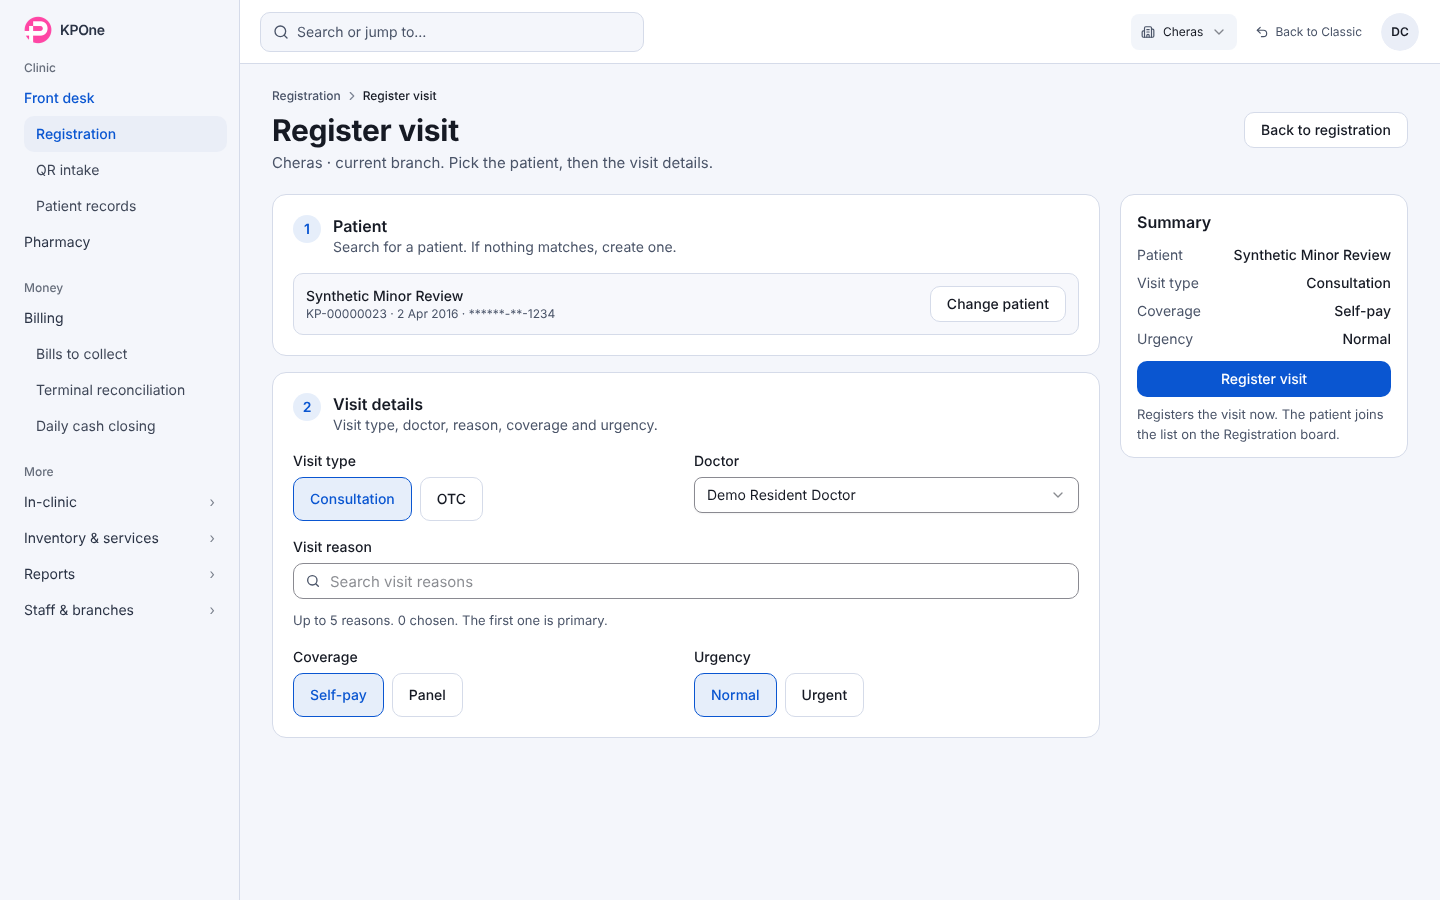 KPOne
Clinic
Front desk
Registration
QR intake
Patient records
Pharmacy
Money
Billing
Bills to collect
Terminal reconciliation
Daily cash closing
More
In-clinic
Inventory & services
Reports
Staff & branches
Search or jump to...
Cheras
Back to Classic
DC
Registration > Register visit
Register visit
Cheras · current branch. Pick the patient, then the visit details.
Back to registration
1
Patient
Search for a patient. If nothing matches, create one.
Synthetic Minor Review
KP-00000023 · 2 Apr 2016 · ******-**-1234
Change patient
2
Visit details
Visit type, doctor, reason, coverage and urgency.
Visit type
Consultation
OTC
Doctor
Demo Resident Doctor
Visit reason
Search visit reasons
Up to 5 reasons. 0 chosen. The first one is primary.
Coverage
Self-pay
Panel
Urgency
Normal
Urgent
Summary
Patient Synthetic Minor Review
Visit type Consultation
Coverage Self-pay
Urgency Normal
Register visit
Registers the visit now. The patient joins
the list on the Registration board.